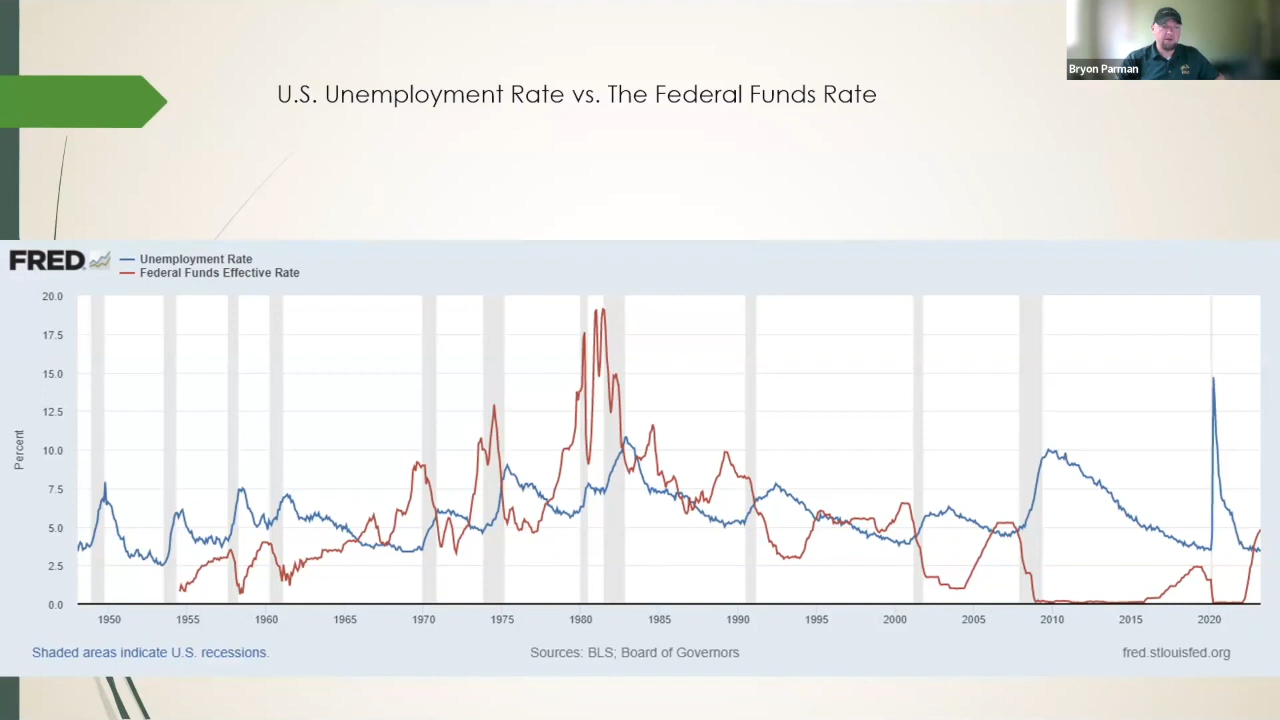 Bryon Parman
U.S. Unemployment Rate vs. The Federal Funds Rate
FRED
Unemployment Rate
Federal Funds Effective Rate
20.0
17.5
15.0
12.5
10.0
7.5
5.0
2.5
0.0
Percent
1950 1955 1960 1965 1970 1975 1980 1985 1990 1995 2000 2005 2010 2015 2020
Shaded areas indicate U.S. recessions. Sources: BLS; Board of Governors fred.stlouisfed.org